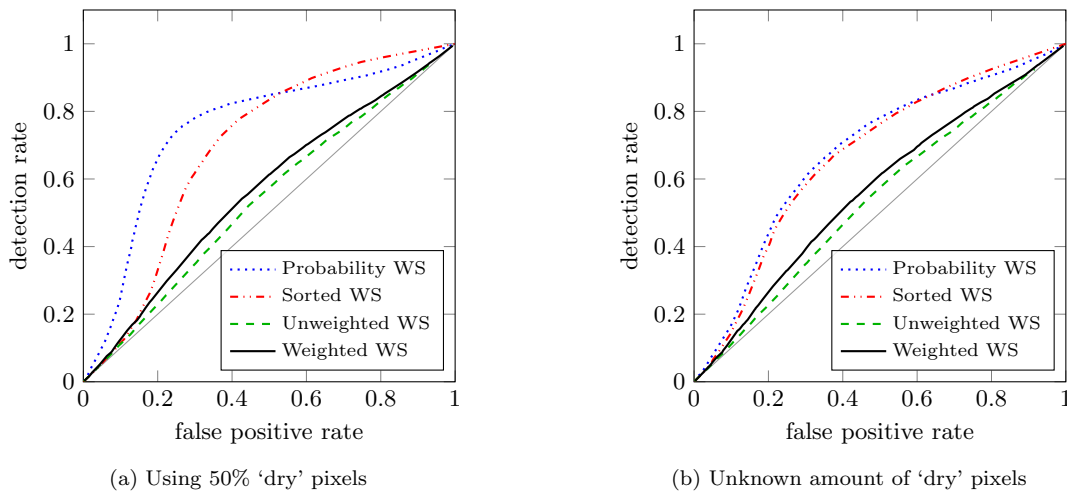 1
0.8
0.6
0.4
0.2
0
0 0.2 0.4 0.6 0.8 1
detection rate
false positive rate
Probability WS
Sorted WS
Unweighted WS
Weighted WS
(a) Using 50% ‘dry’ pixels
1
0.8
0.6
0.4
0.2
0
0 0.2 0.4 0.6 0.8 1
detection rate
false positive rate
Probability WS
Sorted WS
Unweighted WS
Weighted WS
(b) Unknown amount of ‘dry’ pixels